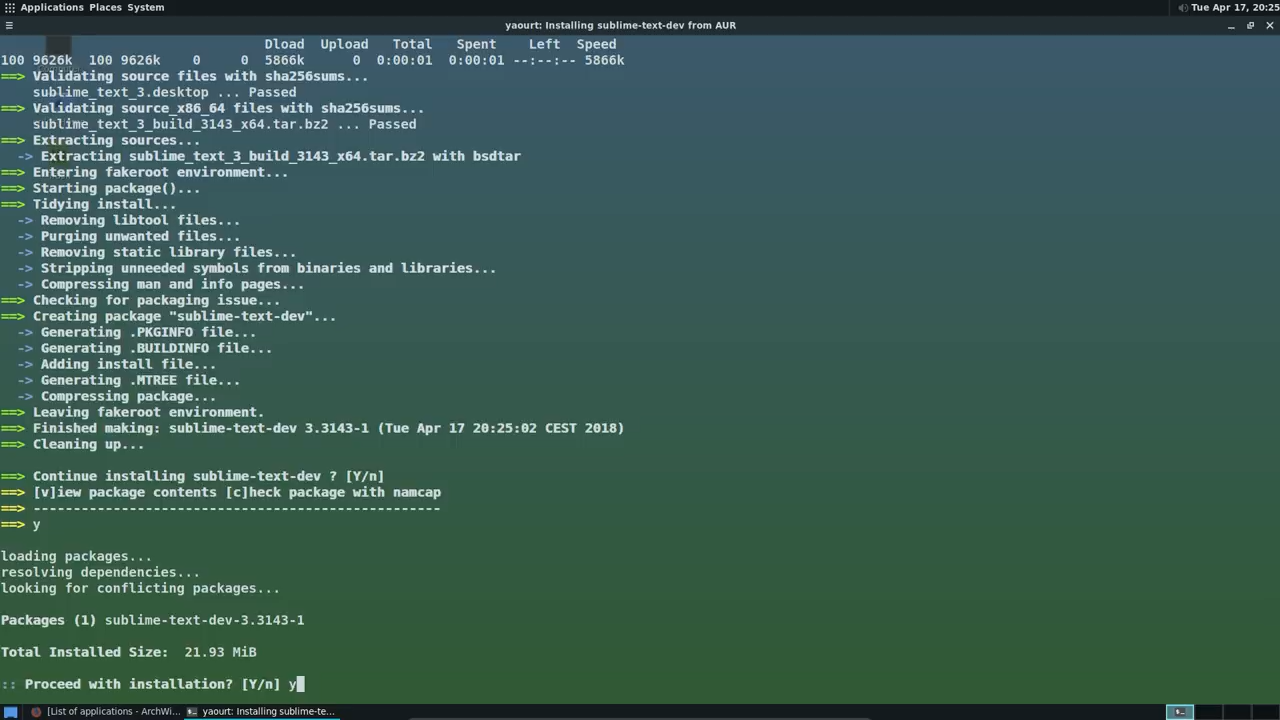 Applications Places System
Tue Apr 17, 20:25
yaourt: Installing sublime-text-dev from AUR
Dload Upload Total Spent Left Speed
100 9626k 100 9626k 0 0 5866k 0 0:00:01 0:00:01 --:--:-- 5866k
==> Validating source files with sha256sums...
sublime_text_3.desktop ... Passed
==> Validating source_x86_64 files with sha256sums...
sublime_text_3_build_3143_x64.tar.bz2 ... Passed
==> Extracting sources...
-> Extracting sublime_text_3_build_3143_x64.tar.bz2 with bsdtar
==> Entering fakeroot environment...
==> Starting package()...
==> Tidying install...
-> Removing libtool files...
-> Purging unwanted files...
-> Removing static library files...
-> Stripping unneeded symbols from binaries and libraries...
-> Compressing man and info pages...
==> Checking for packaging issue...
==> Creating package "sublime-text-dev"...
-> Generating .PKGINFO file...
-> Generating .BUILDINFO file...
-> Adding install file...
-> Generating .MTREE file...
-> Compressing package...
==> Leaving fakeroot environment.
==> Finished making: sublime-text-dev 3.3143-1 (Tue Apr 17 20:25:02 CEST 2018)
==> Cleaning up...
==> Continue installing sublime-text-dev ? [Y/n]
==> [v]iew package contents [c]heck package with namcap
==> ---------------------------------------------------
==> y
loading packages...
resolving dependencies...
looking for conflicting packages...
Packages (1) sublime-text-dev-3.3143-1
Total Installed Size: 21.93 MiB
:: Proceed with installation? [Y/n] y
[List of applications - ArchWi...
yaourt: Installing sublime-te...